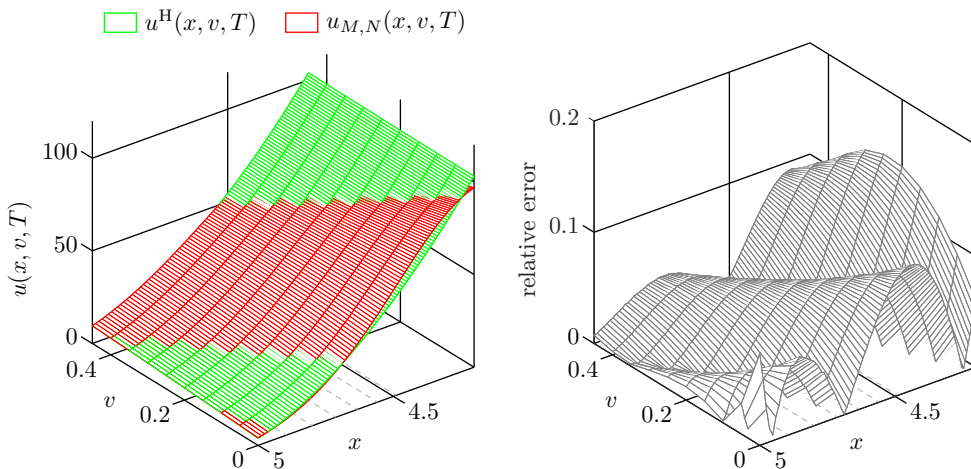 u^H(x, v, T) u_{M,N}(x, v, T)
100
50
0
u(x, v, T)
0.4
0.2
0
v
5
4.5
x
0.2
0.1
0
relative error
0.4
0.2
0
v
5
4.5
x